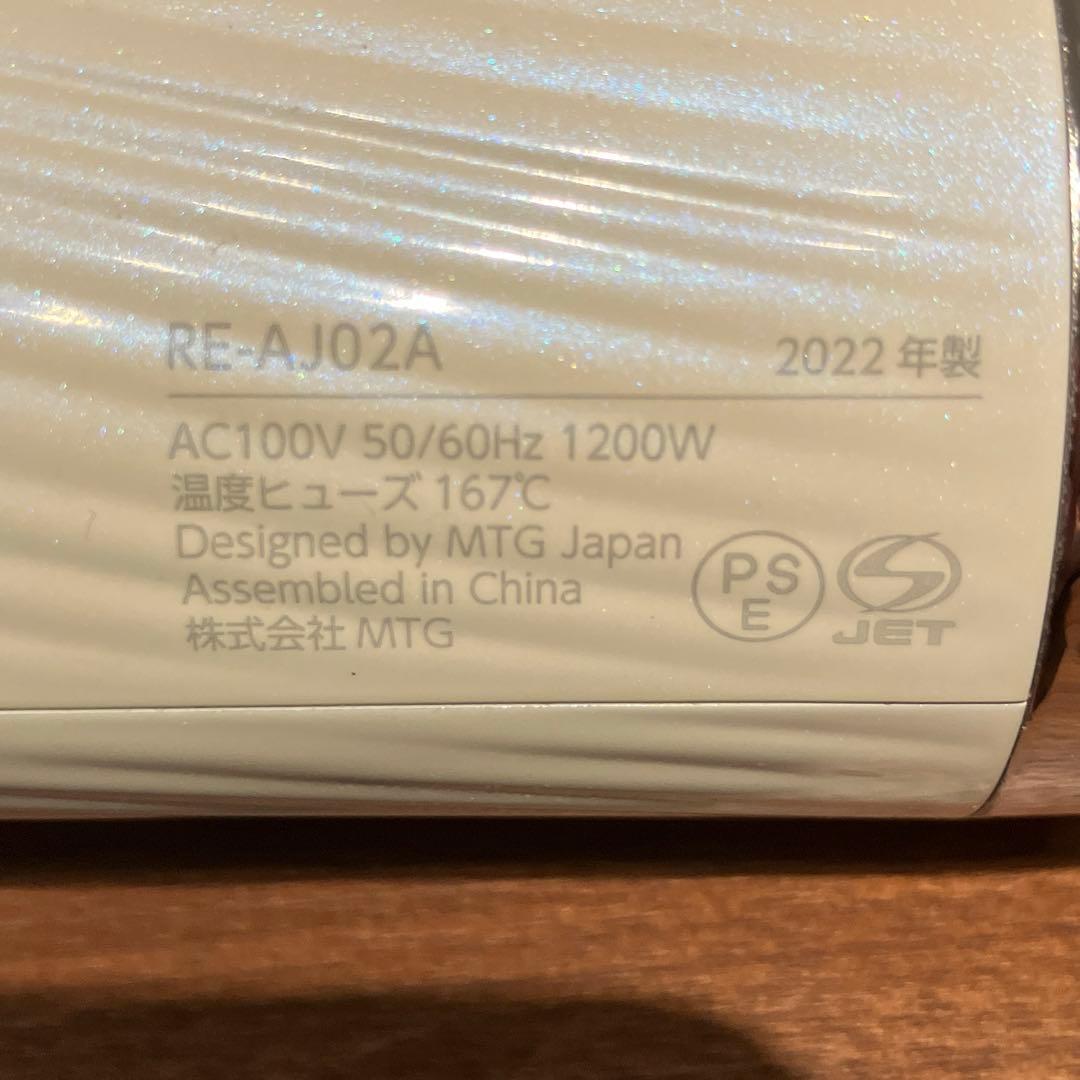 RE-AJ02A 2022年製
AC100V 50/60Hz 1200W
温度ヒューズ 167℃
Designed by MTG Japan
Assembled in China
株式会社 MTG
PS
E
JET